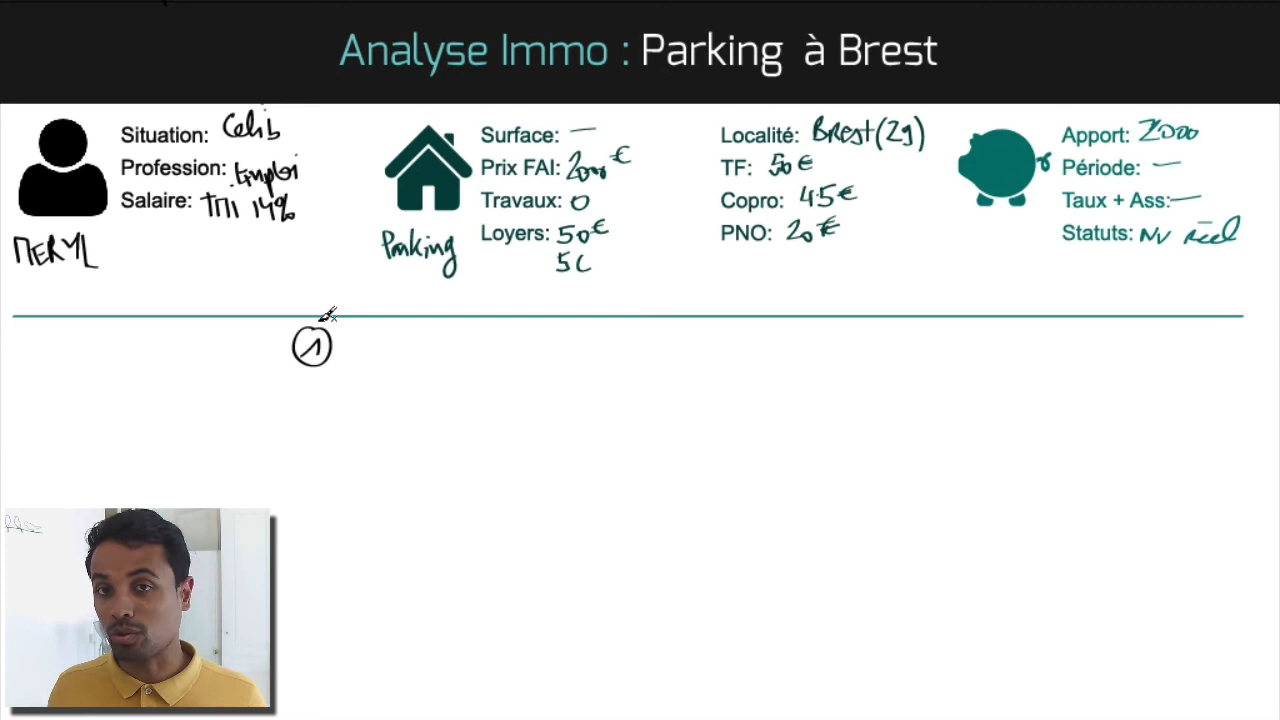 Analyse Immo : Parking à Brest
Situation: Celib
Profession: Emploi
Salaire: TMI 14%
MERYL
Parking
Surface: —
Prix FAI: 2000€
Travaux: 0
Loyers: 50€
50
Localité: BREST (29)
TF: 50€
Copro: 45€
PNO: 20€
Apport: 2000
Période: —
Taux + Ass: —
Statuts: NV réel
1